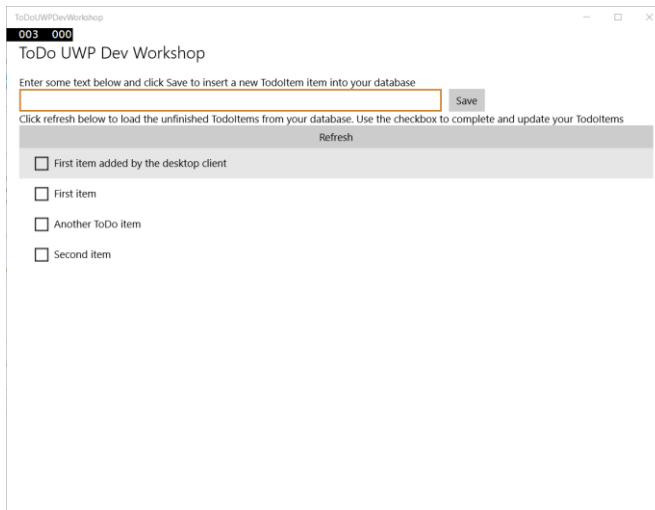 ToDoUWPDevWorkshop
003 000
ToDo UWP Dev Workshop
Enter some text below and click Save to insert a new TodoItem item into your database
Save
Click refresh below to load the unfinished TodoItems from your database. Use the checkbox to complete and update your TodoItems
Refresh
First item added by the desktop client
First item
Another ToDo item
Second item